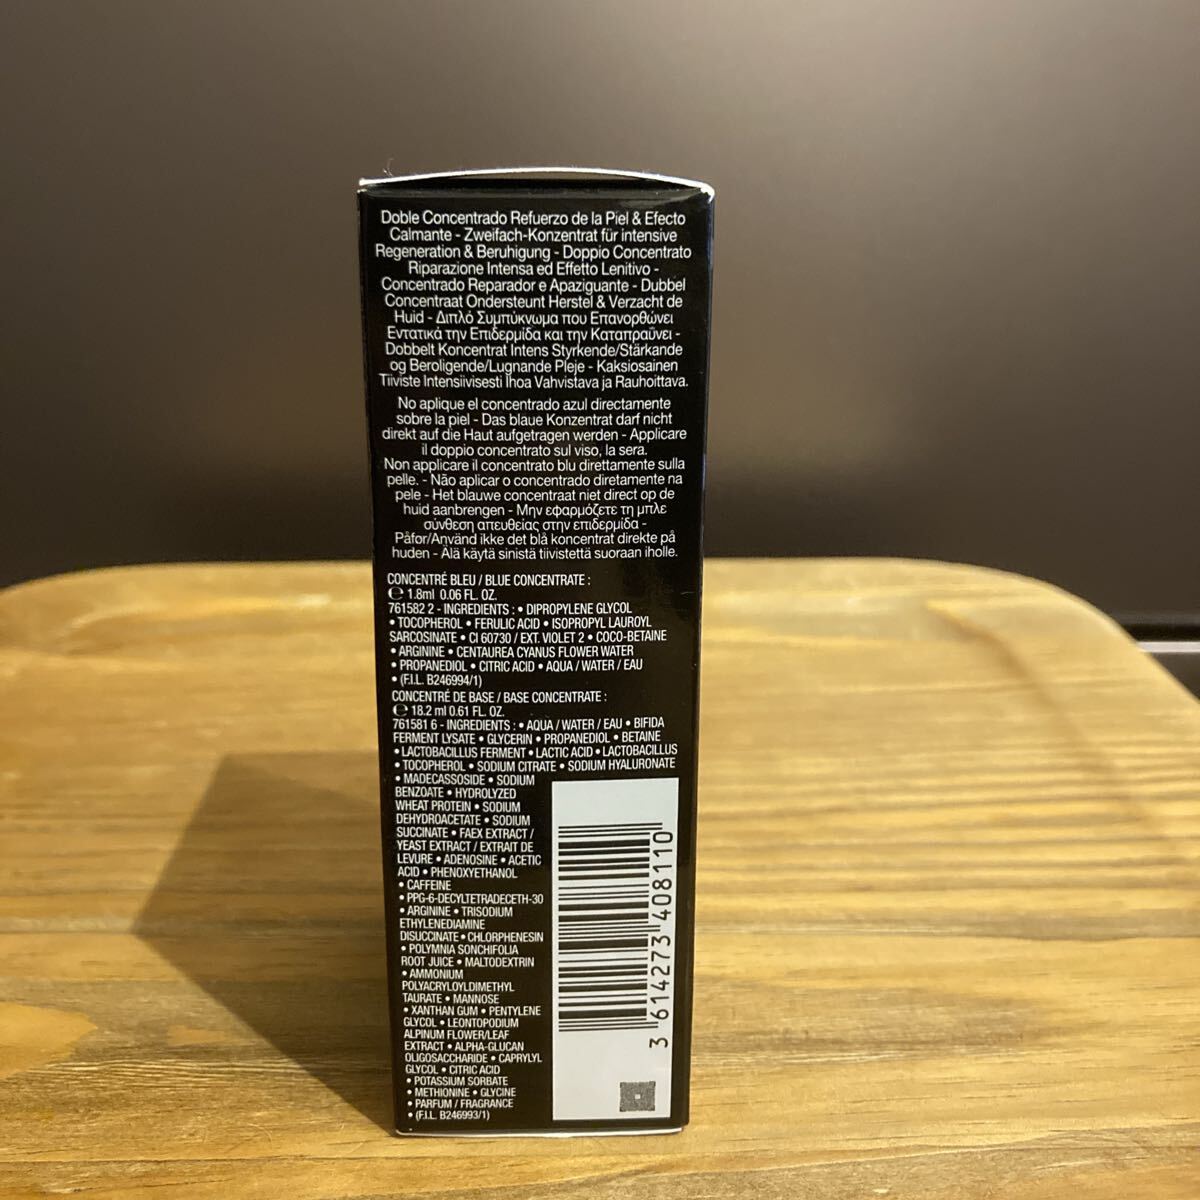 Doble Concentrado Refuerzo de la Piel & Efecto
Calmante - Zweifach-Konzentrat für intensive
Regeneration & Beruhigung - Doppio Concentrato
Riparazione Intensa ed Effetto Lenitivo -
Concentrado Reparador e Apaziguante - Dubbel
Concentraat Ondersteunt Herstel & Verzacht de
Huid - Διπλό Συμπύκνωμα που Επανορθώνει
Εντατικά την Επιδερμίδα και την Καταπραΰνει -
Dobbelt Koncentrat Intens Styrkende/Stärkande
og Beroligende/Lugnande Pleje - Kaksiosainen
Tiiviste Intensiivisesti Ihoa Vahvistava ja Rauhoittava.
No aplique el concentrado azul directamente
sobre la piel - Das blaue Konzentrat darf nicht
direkt auf die Haut aufgetragen werden - Applicare
il doppio concentrato sul viso, la sera.
Non applicare il concentrato blu direttamente sulla
pelle. - Não aplicar o concentrado diretamente na
pele - Het blauwe concentraat niet direct op de
huid aanbrengen - Μην εφαρμόζετε τη μπλε
σύνθεση απευθείας στην επιδερμίδα -
Påfor/Använd ikke det blå koncentrat direkte på
huden - Älä käytä sinistä tiivistettä suoraan iholle.
CONCENTRÉ BLEU / BLUE CONCENTRATE :
℮ 1.8ml 0.06 FL. OZ.
761582 2 - INGREDIENTS : • DIPROPYLENE GLYCOL
• TOCOPHEROL • FERULIC ACID • ISOPROPYL LAUROYL
SARCOSINATE • CI 60730 / EXT. VIOLET 2 • COCO-BETAINE
• ARGININE • CENTAUREA CYANUS FLOWER WATER
• PROPANEDIOL • CITRIC ACID • AQUA / WATER / EAU
• (F.I.L. B246994/1)
CONCENTRÉ DE BASE / BASE CONCENTRATE :
℮ 18.2 ml 0.61 FL. OZ.
761581 6 - INGREDIENTS : • AQUA / WATER / EAU • BIFIDA
FERMENT LYSATE • GLYCERIN • PROPANEDIOL • BETAINE
• LACTOBACILLUS FERMENT • LACTIC ACID • LACTOBACILLUS
• TOCOPHEROL • SODIUM CITRATE • SODIUM HYALURONATE
• MADECASSOSIDE • SODIUM
BENZOATE • HYDROLYZED
WHEAT PROTEIN • SODIUM
DEHYDROACETATE • SODIUM
SUCCINATE • FAEX EXTRACT /
YEAST EXTRACT / EXTRAIT DE
LEVURE • ADENOSINE • ACETIC
ACID • PHENOXYETHANOL
• CAFFEINE
• PPG-6-DECYLTETRADECETH-30
• ARGININE • TRISODIUM
ETHYLENEDIAMINE
DISUCCINATE • CHLORPHENESIN
• POLYMNIA SONCHIFOLIA
ROOT JUICE • MALTODEXTRIN
• AMMONIUM
POLYACRYLOYLDIMETHYL
TAURATE • MANNOSE
• XANTHAN GUM • PENTYLENE
GLYCOL • LEONTOPODIUM
ALPINUM FLOWER/LEAF
EXTRACT • ALPHA-GLUCAN
OLIGOSACCHARIDE • CAPRYLYL
GLYCOL • CITRIC ACID
• POTASSIUM SORBATE
• METHIONINE • GLYCINE
• PARFUM / FRAGRANCE
• (F.I.L. B246993/1)
3 614273 408110